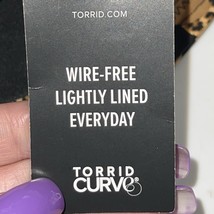 TORRID.COM
WIRE-FREE
LIGHTLY LINED
EVERYDAY
TORRID
CURVE